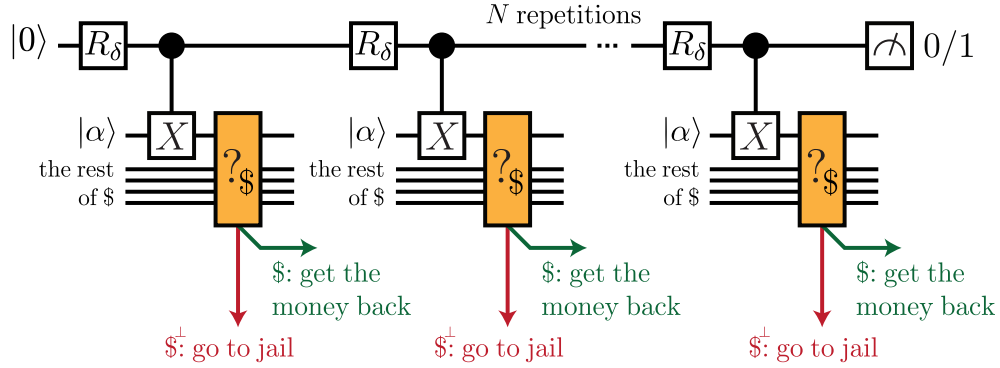 N repetitions
|0⟩ R_δ R_δ ... R_δ 0/1
|α⟩ X |α⟩ X |α⟩ X
?$ ?$ ?$
the rest the rest the rest
of $ of $ of $
$: get the $: get the $: get the
money back money back money back
$^⊥: go to jail $^⊥: go to jail $^⊥: go to jail